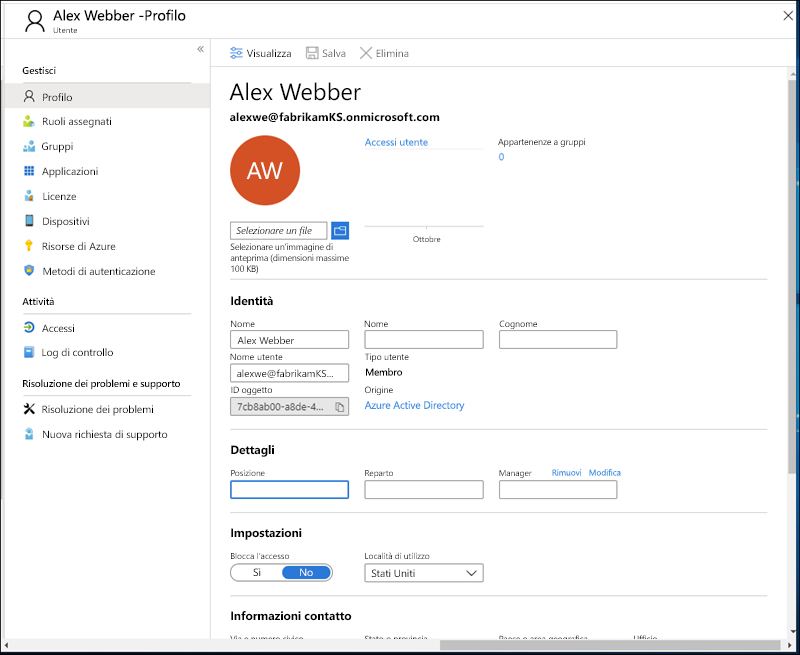 Alex Webber -Profilo
Utente
«
Gestisci
Profilo
Ruoli assegnati
Gruppi
Applicazioni
Licenze
Dispositivi
Risorse di Azure
Metodi di autenticazione
Attività
Accessi
Log di controllo
Risoluzione dei problemi e supporto
Risoluzione dei problemi
Nuova richiesta di supporto
Visualizza Salva Elimina
Alex Webber
alexwe@fabrikamKS.onmicrosoft.com
AW
Accessi utente
Appartenenze a gruppi
0
Selezionare un file
Selezionare un'immagine di
anteprima (dimensioni massime
100 KB)
Ottobre
Identità
Nome Nome Cognome
Alex Webber
Nome utente Tipo utente
alexwe@fabrikamKS... Membro
ID oggetto Origine
7cb8ab00-a8de-4... Azure Active Directory
Dettagli
Posizione Reparto Manager Rimuovi Modifica
Impostazioni
Blocca l'accesso Località di utilizzo
Sì No Stati Uniti
Informazioni contatto
Via e numero civico Stato o provincia Paese o area geografica Ufficio